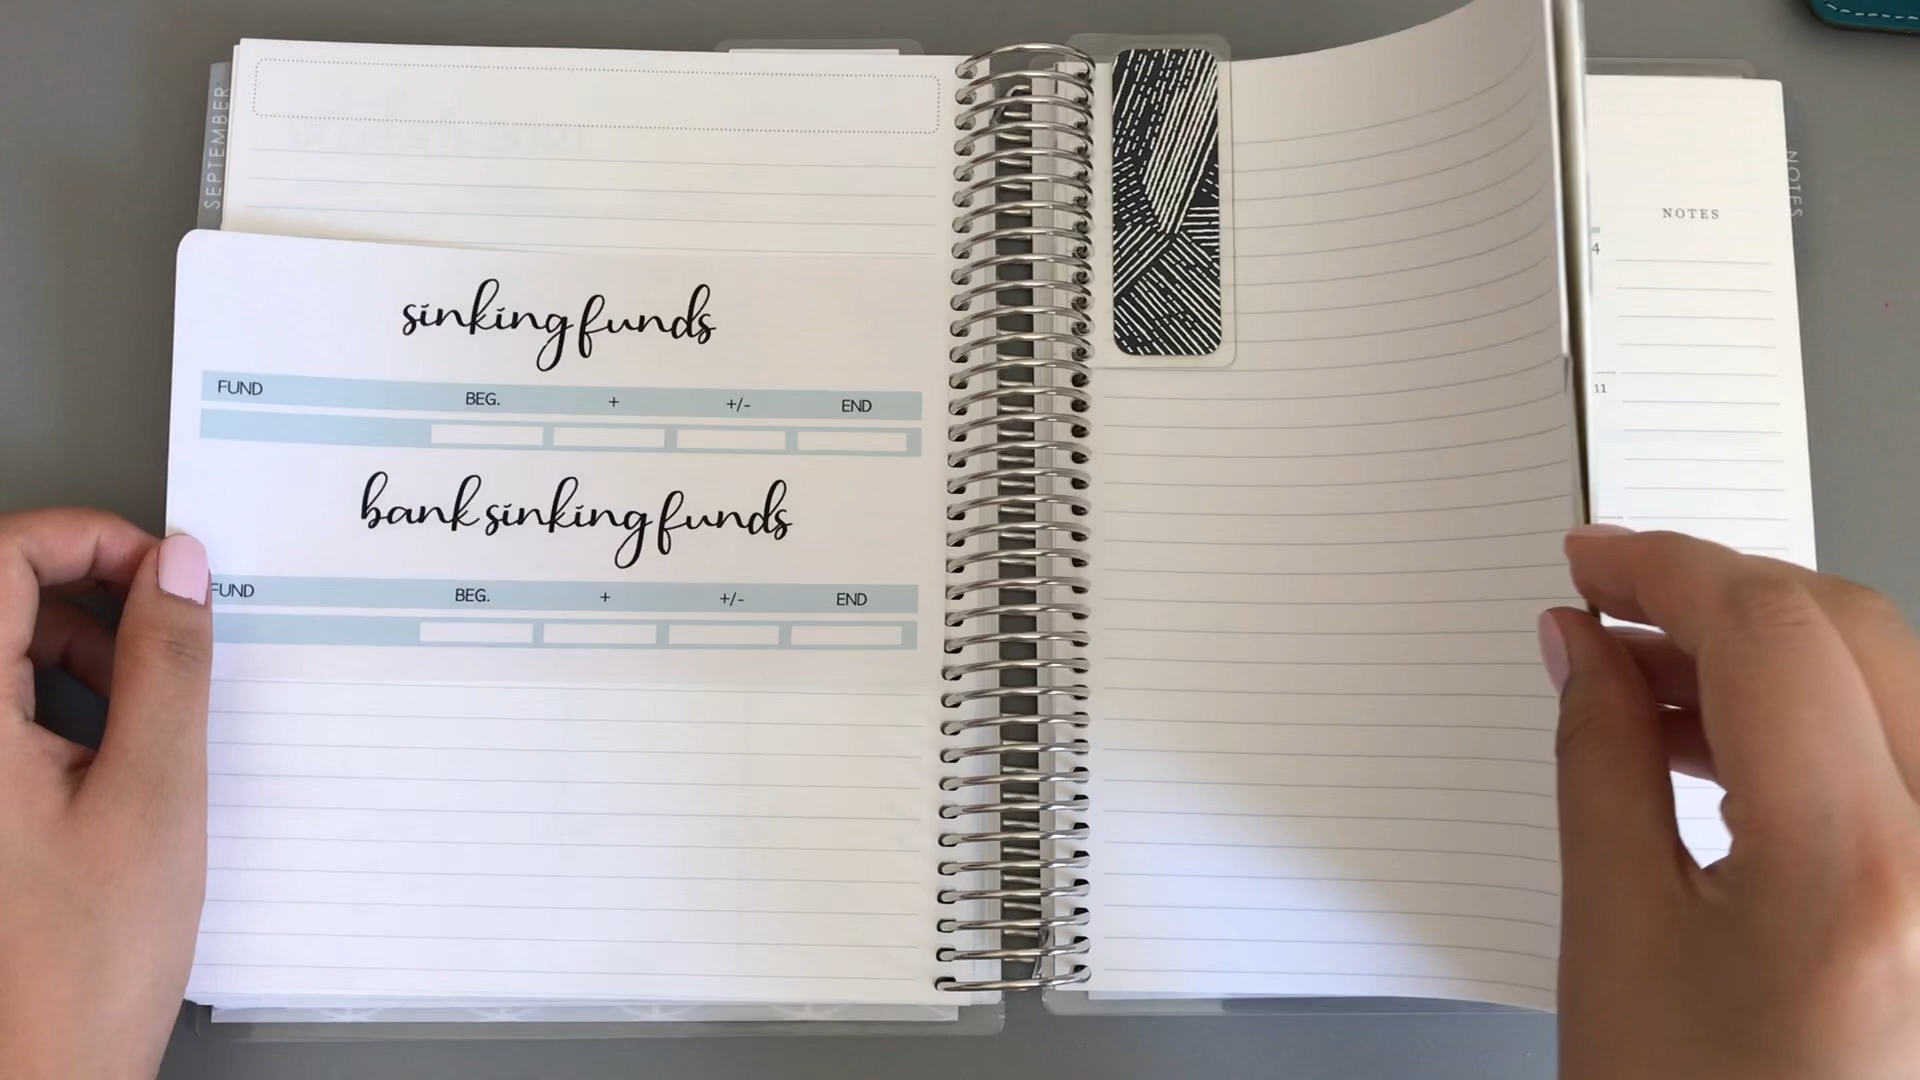 SEPTEMBER
sinking funds
FUND BEG. + +/- END
bank sinking funds
FUND BEG. + +/- END
NOTES
NOTES
4
11